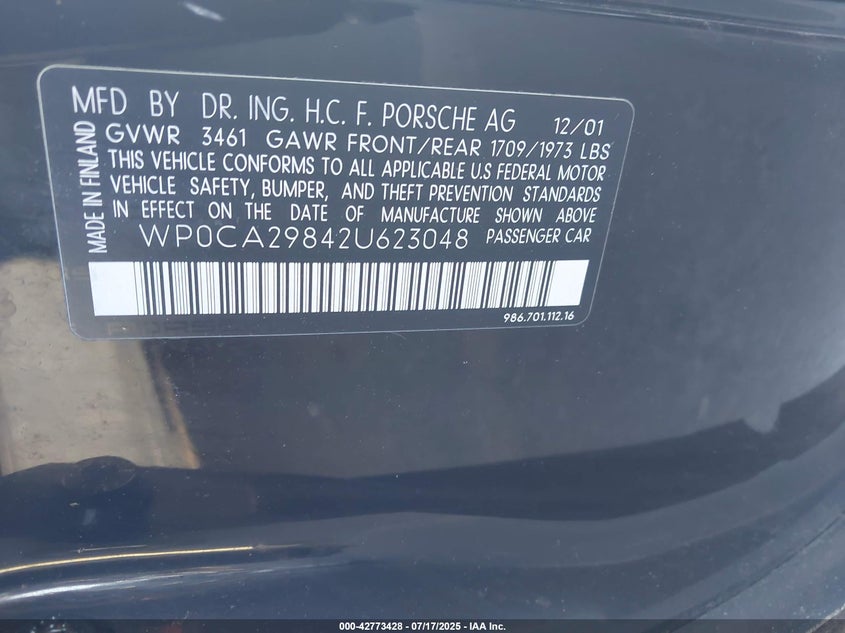 MFD BY DR. ING. H.C. F. PORSCHE AG 12/01
GVWR 3461 GAWR FRONT/REAR 1709/1973 LBS
THIS VEHICLE CONFORMS TO ALL APPLICABLE U.S FEDERAL MOTOR
VEHICLE SAFETY, BUMPER, AND THEFT PREVENTION STANDARDS
IN EFFECT ON THE DATE OF MANUFACTURE SHOWN ABOVE
WP0CA29842U623048 PASSENGER CAR
MADE IN FINLAND
986.701.112.16
000-42773428 - 07/17/2025 - IAA Inc.